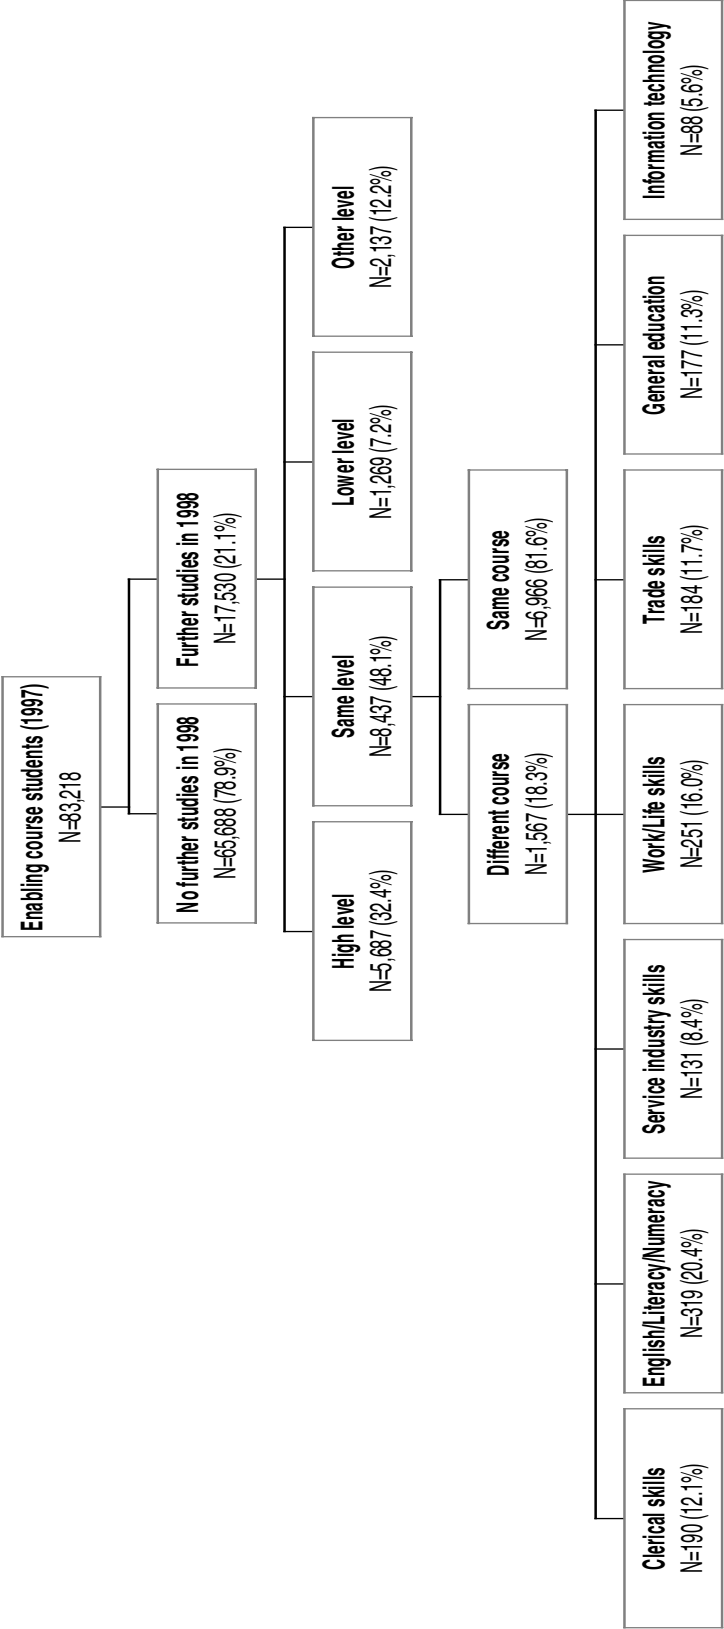 Enabling course students (1997)
N=83,218
No further studies in 1998
N=65,688 (78.9%)
Further studies in 1998
N=17,530 (21.1%)
High level
N=5,687 (32.4%)
Same level
N=8,437 (48.1%)
Lower level
N=1,269 (7.2%)
Other level
N=2,137 (12.2%)
Different course
N=1,567 (18.3%)
Same course
N=6,966 (81.6%)
Clerical skills
N=190 (12.1%)
English/Literacy/Numeracy
N=319 (20.4%)
Service industry skills
N=131 (8.4%)
Work/Life skills
N=251 (16.0%)
Trade skills
N=184 (11.7%)
General education
N=177 (11.3%)
Information technology
N=88 (5.6%)